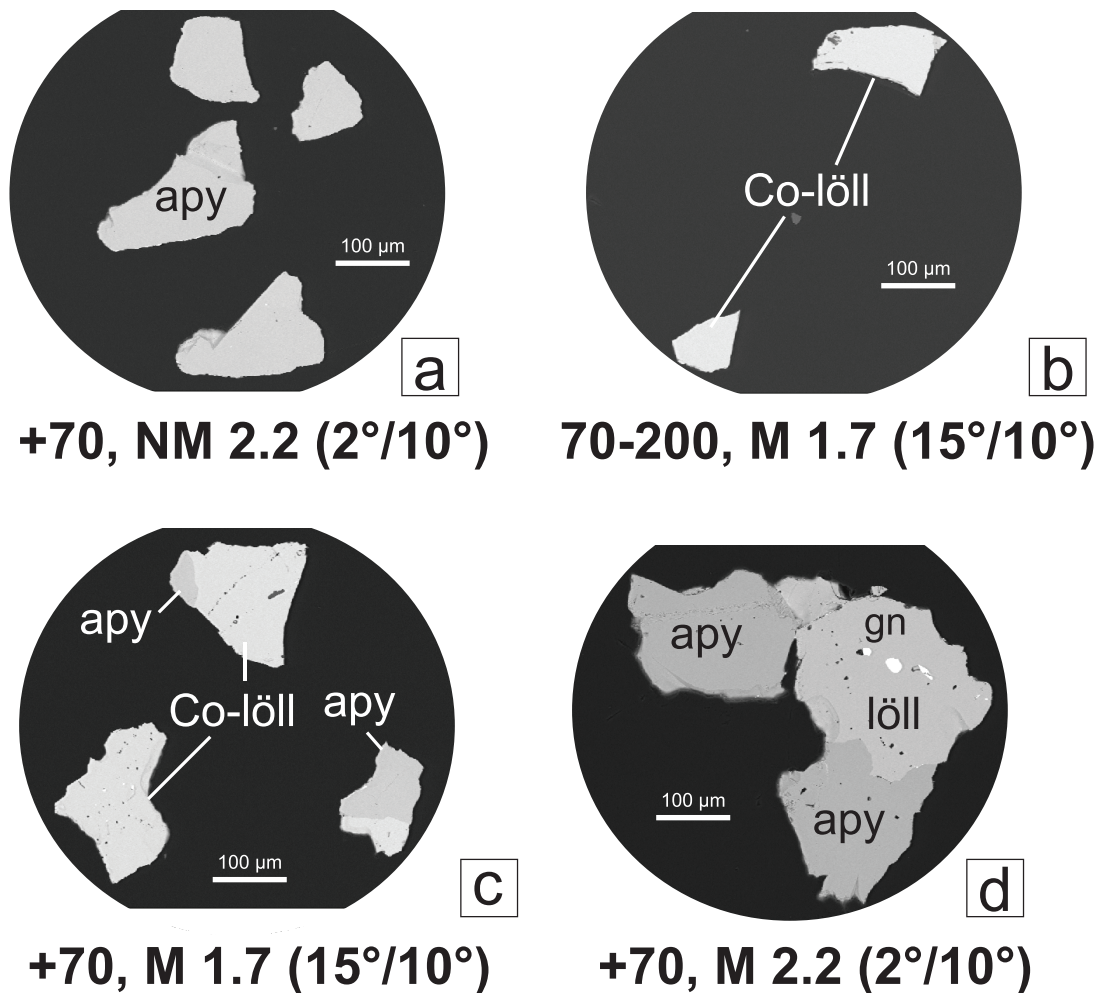 apy
100 µm
a
+70, NM 2.2 (2°/10°)
Co-löll
100 µm
b
70-200, M 1.7 (15°/10°)
apy
Co-löll
apy
100 µm
c
+70, M 1.7 (15°/10°)
apy
gn
löll
100 µm
apy
d
+70, M 2.2 (2°/10°)